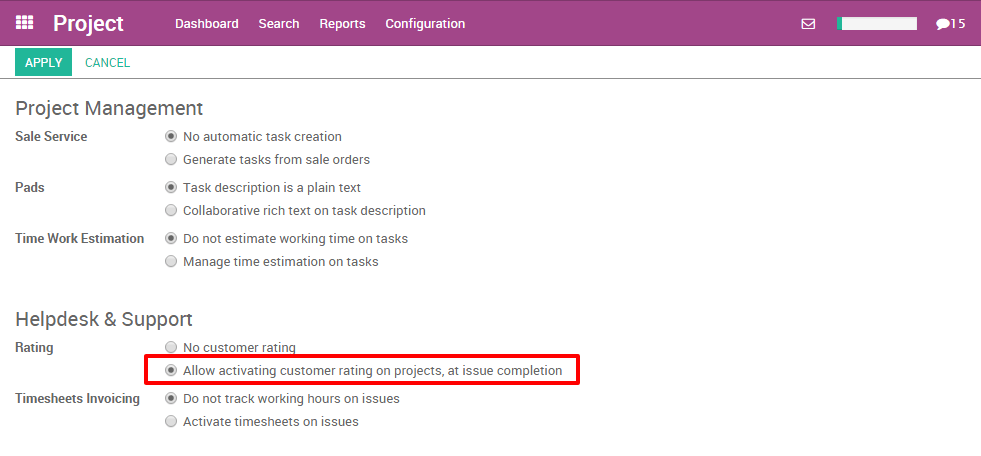 Project Dashboard Search Reports Configuration 15
APPLY CANCEL
Project Management
Sale Service No automatic task creation
Generate tasks from sale orders
Pads Task description is a plain text
Collaborative rich text on task description
Time Work Estimation Do not estimate working time on tasks
Manage time estimation on tasks
Helpdesk & Support
Rating No customer rating
Allow activating customer rating on projects, at issue completion
Timesheets Invoicing Do not track working hours on issues
Activate timesheets on issues